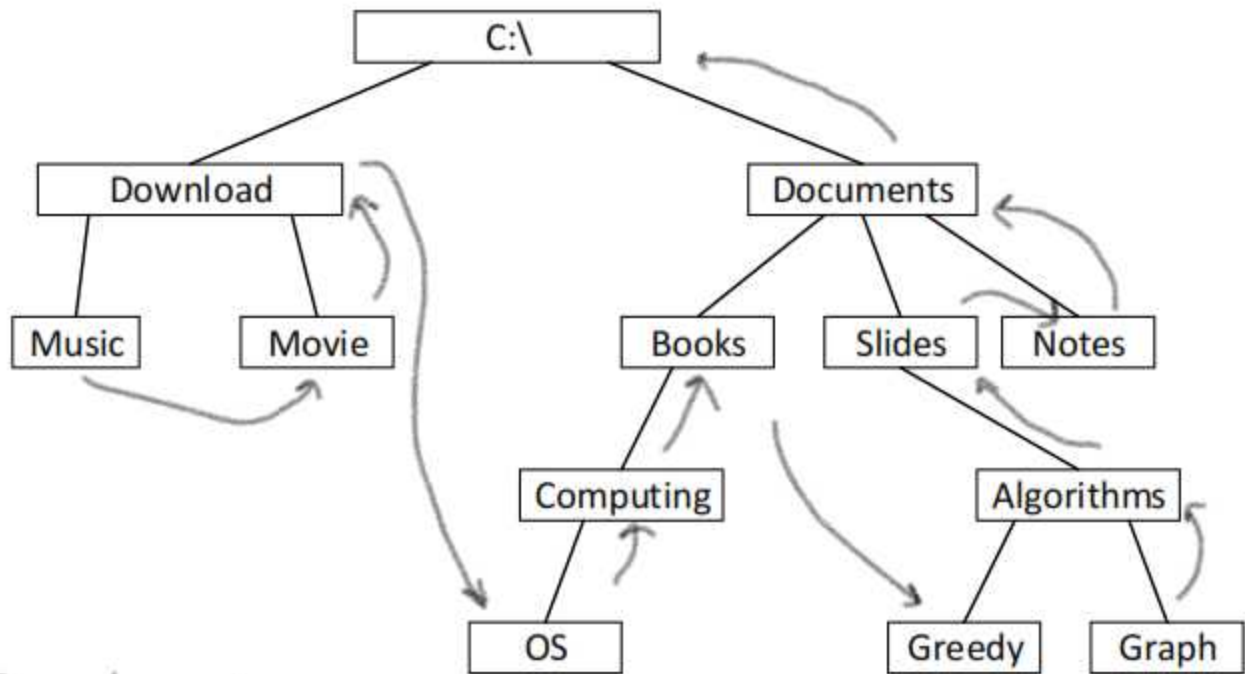 C:\
Download Documents
Music Movie Books Slides Notes
Computing Algorithms
OS Greedy Graph